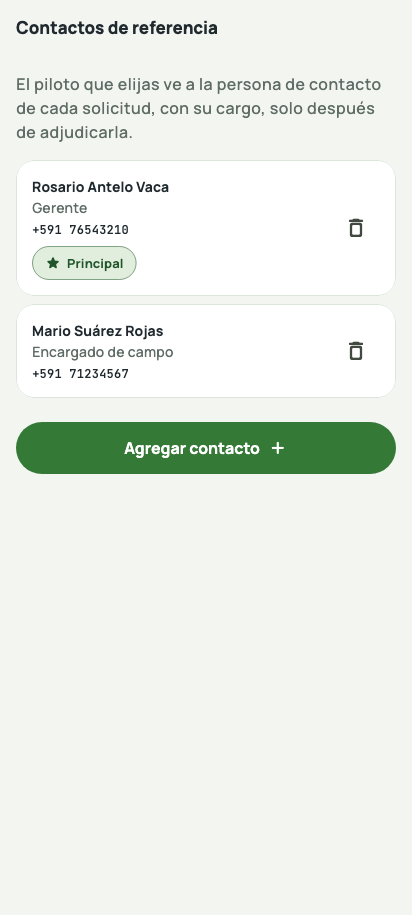 Contactos de referencia
El piloto que elijas ve a la persona de contacto
de cada solicitud, con su cargo, solo después
de adjudicarla.
Rosario Antelo Vaca
Gerente
+591 76543210
Principal
Mario Suárez Rojas
Encargado de campo
+591 71234567
Agregar contacto +